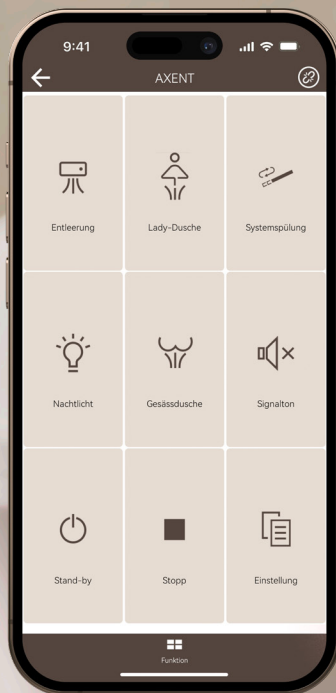 9:41
AXENT
Entleerung
Lady-Dusche
Systemspülung
Nachtlicht
Gesässdusche
Signalton
Stand-by
Stopp
Einstellung
Funktion